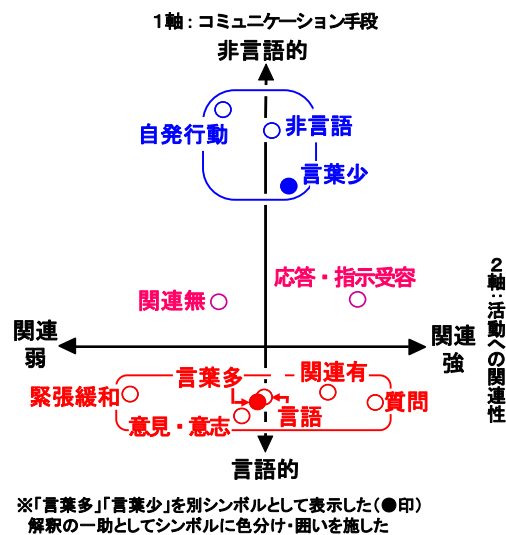 1軸：コミュニケーション手段
非言語的
自発行動
非言語
言葉少
応答・指示受容
関連無
2軸：活動への関連性
関連
弱
関連
強
言葉多
関連有
緊張緩和
質問
言語
意見・意志
言語的
※「言葉多」「言葉少」を別シンボルとして表示した（●印）
解釈の一助としてシンボルに色分け・囲いを施した